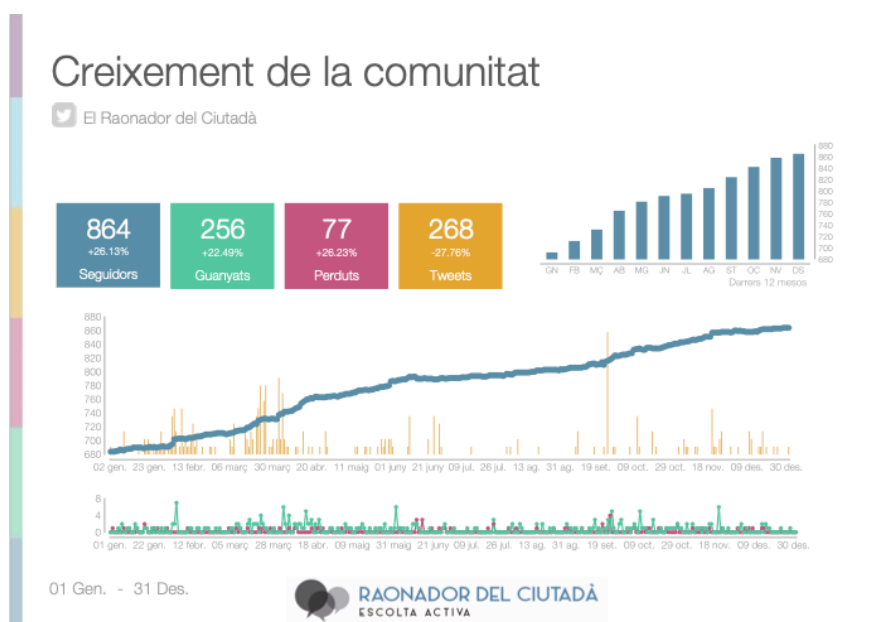 Creixement de la comunitat
El Raonador del Ciutadà
864
+26.13%
Seguidors
256
+22.49%
Guanyats
77
+26.23%
Perduts
268
-27.76%
Tweets
880
860
840
820
800
780
760
740
720
700
680
GN FB MÇ AB MG JN JL AG ST OC NV DS
Darrers 12 mesos
880
860
840
820
800
780
760
740
720
700
680
02 gen. 23 gen. 13 febr. 06 març 30 març 20 abr. 11 maig 01 juny 21 juny 09 jul. 26 jul. 13 ag. 31 ag. 19 set. 09 oct. 29 oct. 18 nov. 09 des. 30 des.
8
4
0
01 gen. 22 gen. 12 febr. 05 març 28 març 18 abr. 09 maig 31 maig 21 juny 09 jul. 26 jul. 13 ag. 31 ag. 19 set. 09 oct. 29 oct. 18 nov. 09 des. 30 des.
01 Gen. - 31 Des.
RAONADOR DEL CIUTADÀ
ESCOLTA ACTIVA